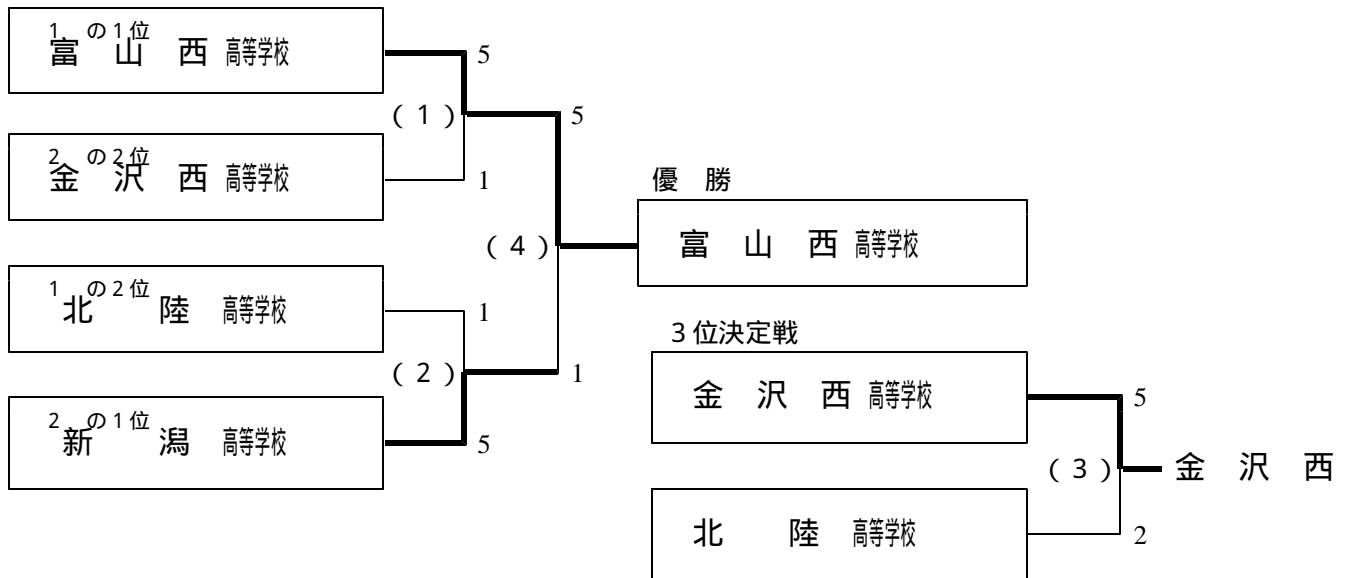 1 の1位
富 山 西 高等学校
5
( 1 )
5
2 の2位
金 沢 西 高等学校
1
優 勝
富 山 西 高等学校
( 4 )
1 の2位
北 陸 高等学校
1
3位決定戦
( 2 )
1
金 沢 西 高等学校
5
2 の1位
新 潟 高等学校
5
( 3 )
金 沢 西
北 陸 高等学校
2